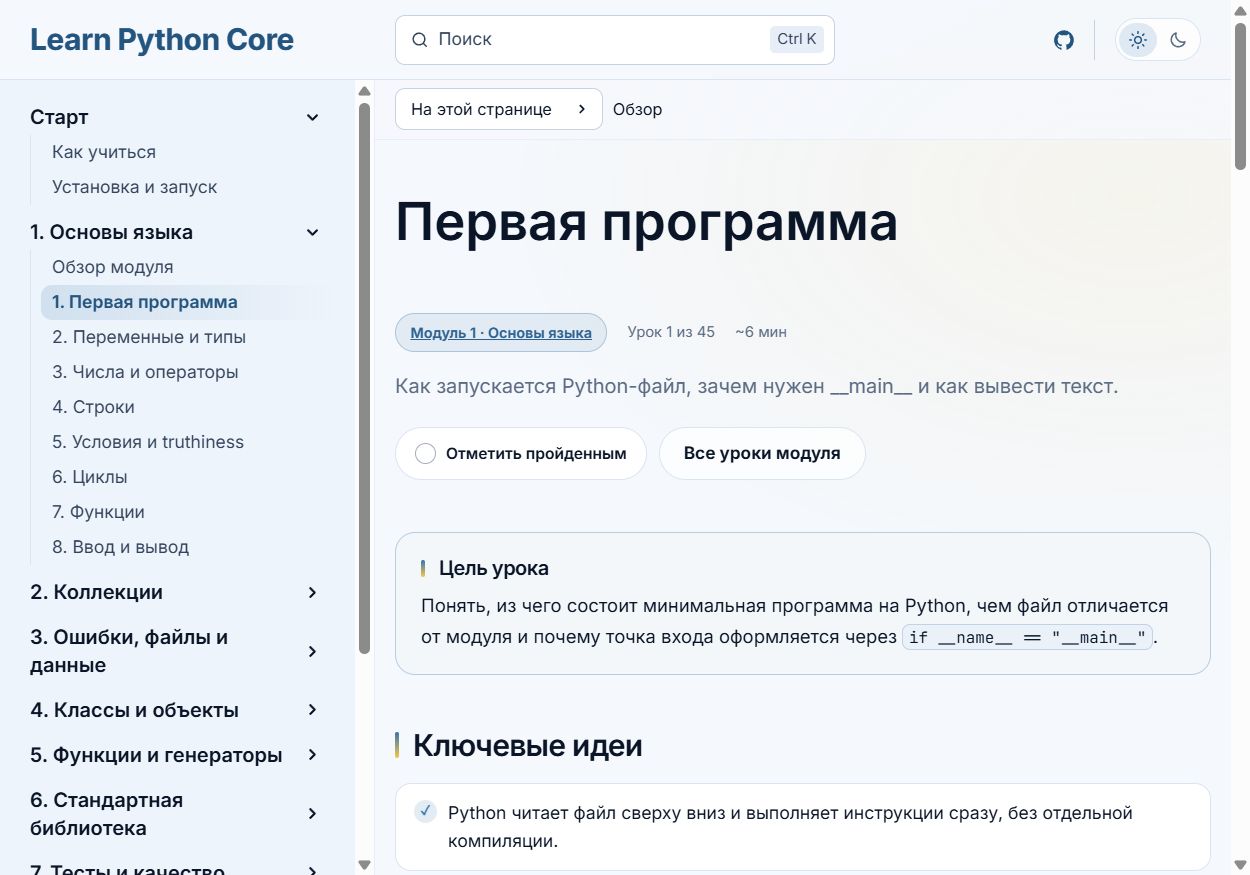 Learn Python Core
Поиск
Ctrl K
Старт
Как учиться
Установка и запуск
1. Основы языка
Обзор модуля
1. Первая программа
2. Переменные и типы
3. Числа и операторы
4. Строки
5. Условия и truthiness
6. Циклы
7. Функции
8. Ввод и вывод
2. Коллекции
3. Ошибки, файлы и
данные
4. Классы и объекты
5. Функции и генераторы
6. Стандартная
библиотека
7. Тесты и качество
На этой странице
Обзор
Первая программа
Модуль 1 · Основы языка
Урок 1 из 45
~6 мин
Как запускается Python-файл, зачем нужен __main__ и как вывести текст.
Отметить пройденным
Все уроки модуля
Цель урока
Понять, из чего состоит минимальная программа на Python, чем файл отличается
от модуля и почему точка входа оформляется через if __name__ == "__main__".
Ключевые идеи
Python читает файл сверху вниз и выполняет инструкции сразу, без отдельной
компиляции.